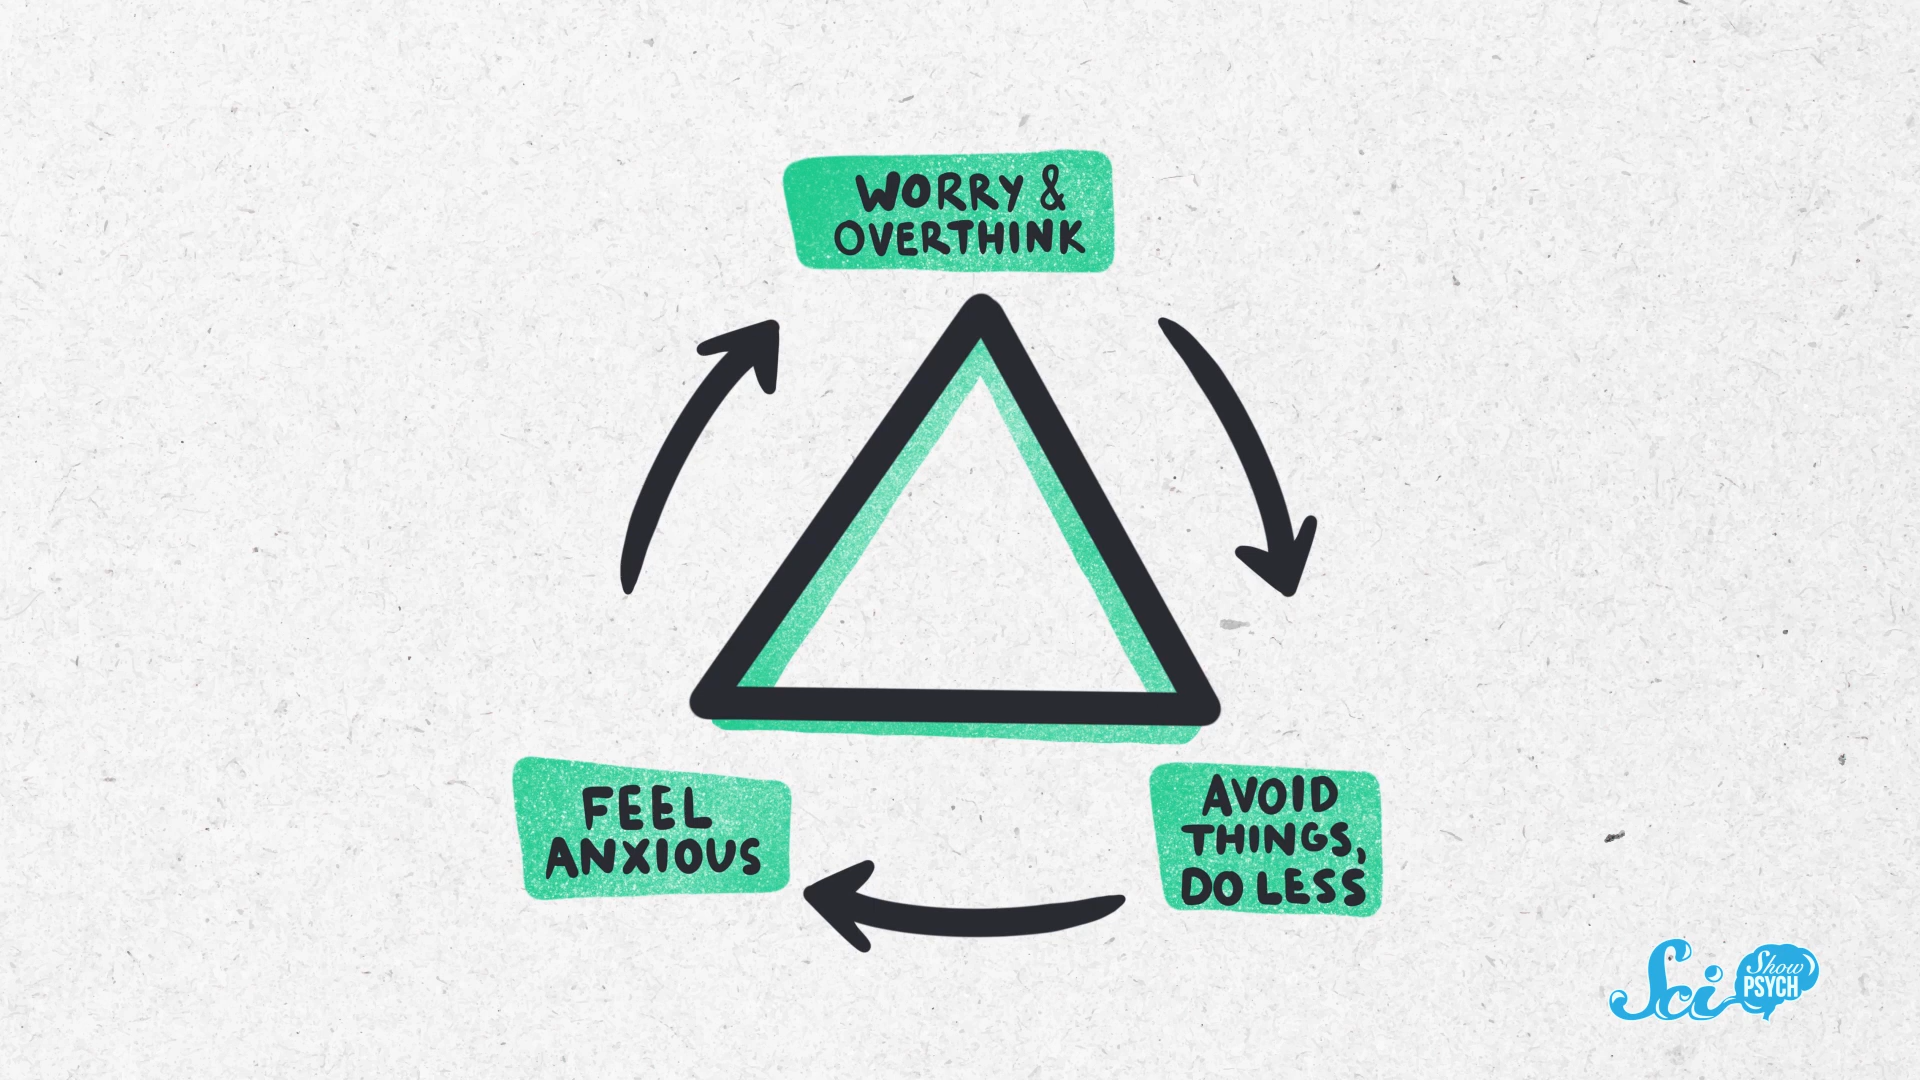 WORRY &
OVERTHINK
FEEL
ANXIOUS
AVOID
THINGS,
DO LESS
Sci Show
PSYCH